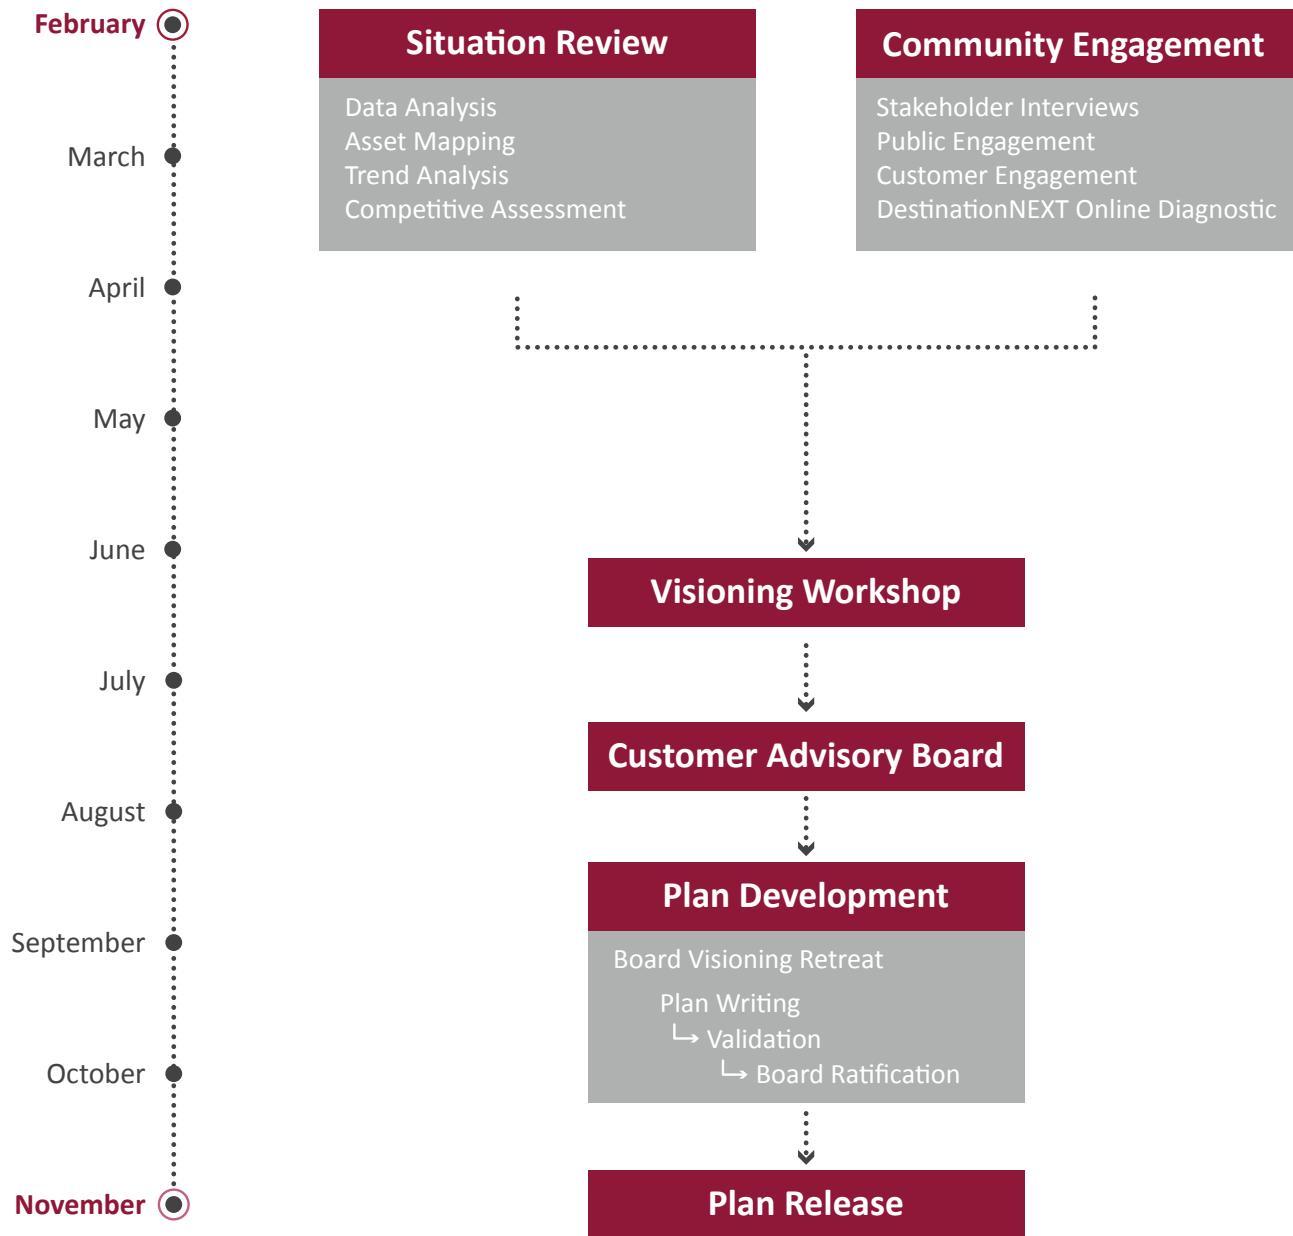 February
March
April
May
June
July
August
September
October
November
Situation Review
Data Analysis
Asset Mapping
Trend Analysis
Competitive Assessment
Community Engagement
Stakeholder Interviews
Public Engagement
Customer Engagement
DestinationNEXT Online Diagnostic
Visioning Workshop
Customer Advisory Board
Plan Development
Board Visioning Retreat
Plan Writing
Validation
Board Ratification
Plan Release